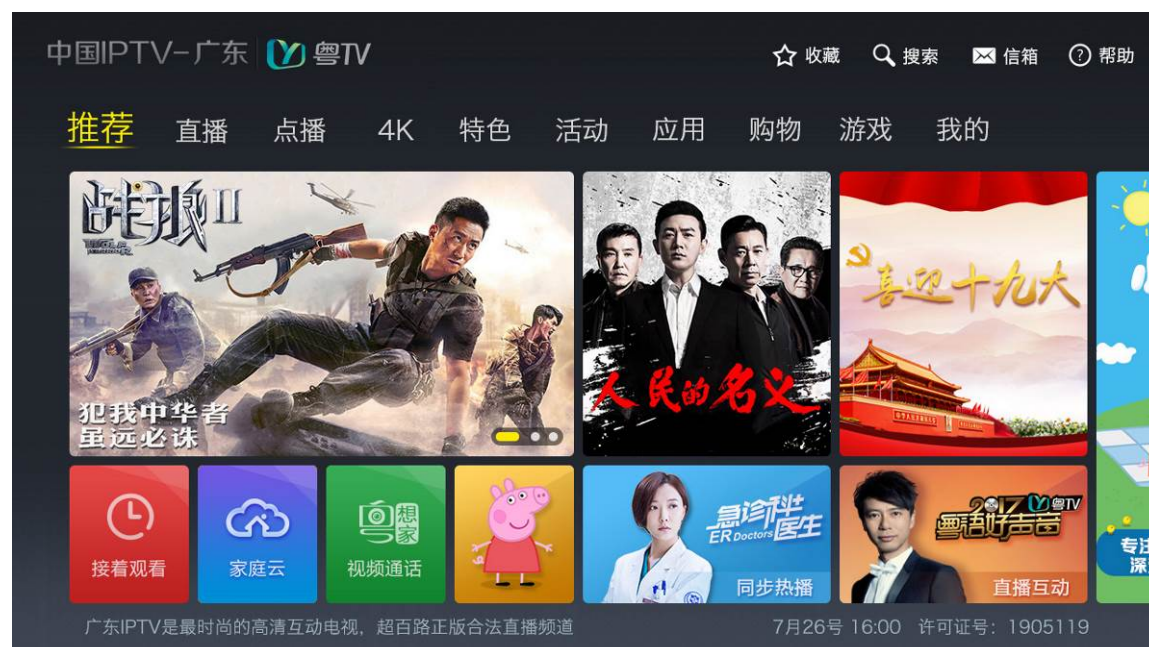 中国IPTV-广东 粤TV
收藏 搜索 信箱 帮助
推荐 直播 点播 4K 特色 活动 应用 购物 游戏 我的
战狼II
犯我中华者
虽远必诛
人民的名义
喜迎十九大
接着观看
家庭云
想家
视频通话
急诊科
医生
ER Doctors
同步热播
2017 粤TV
粤语好声音
直播互动
专注
深
广东IPTV是最时尚的高清互动电视，超百路正版合法直播频道
7月26号 16:00 许可证号：1905119